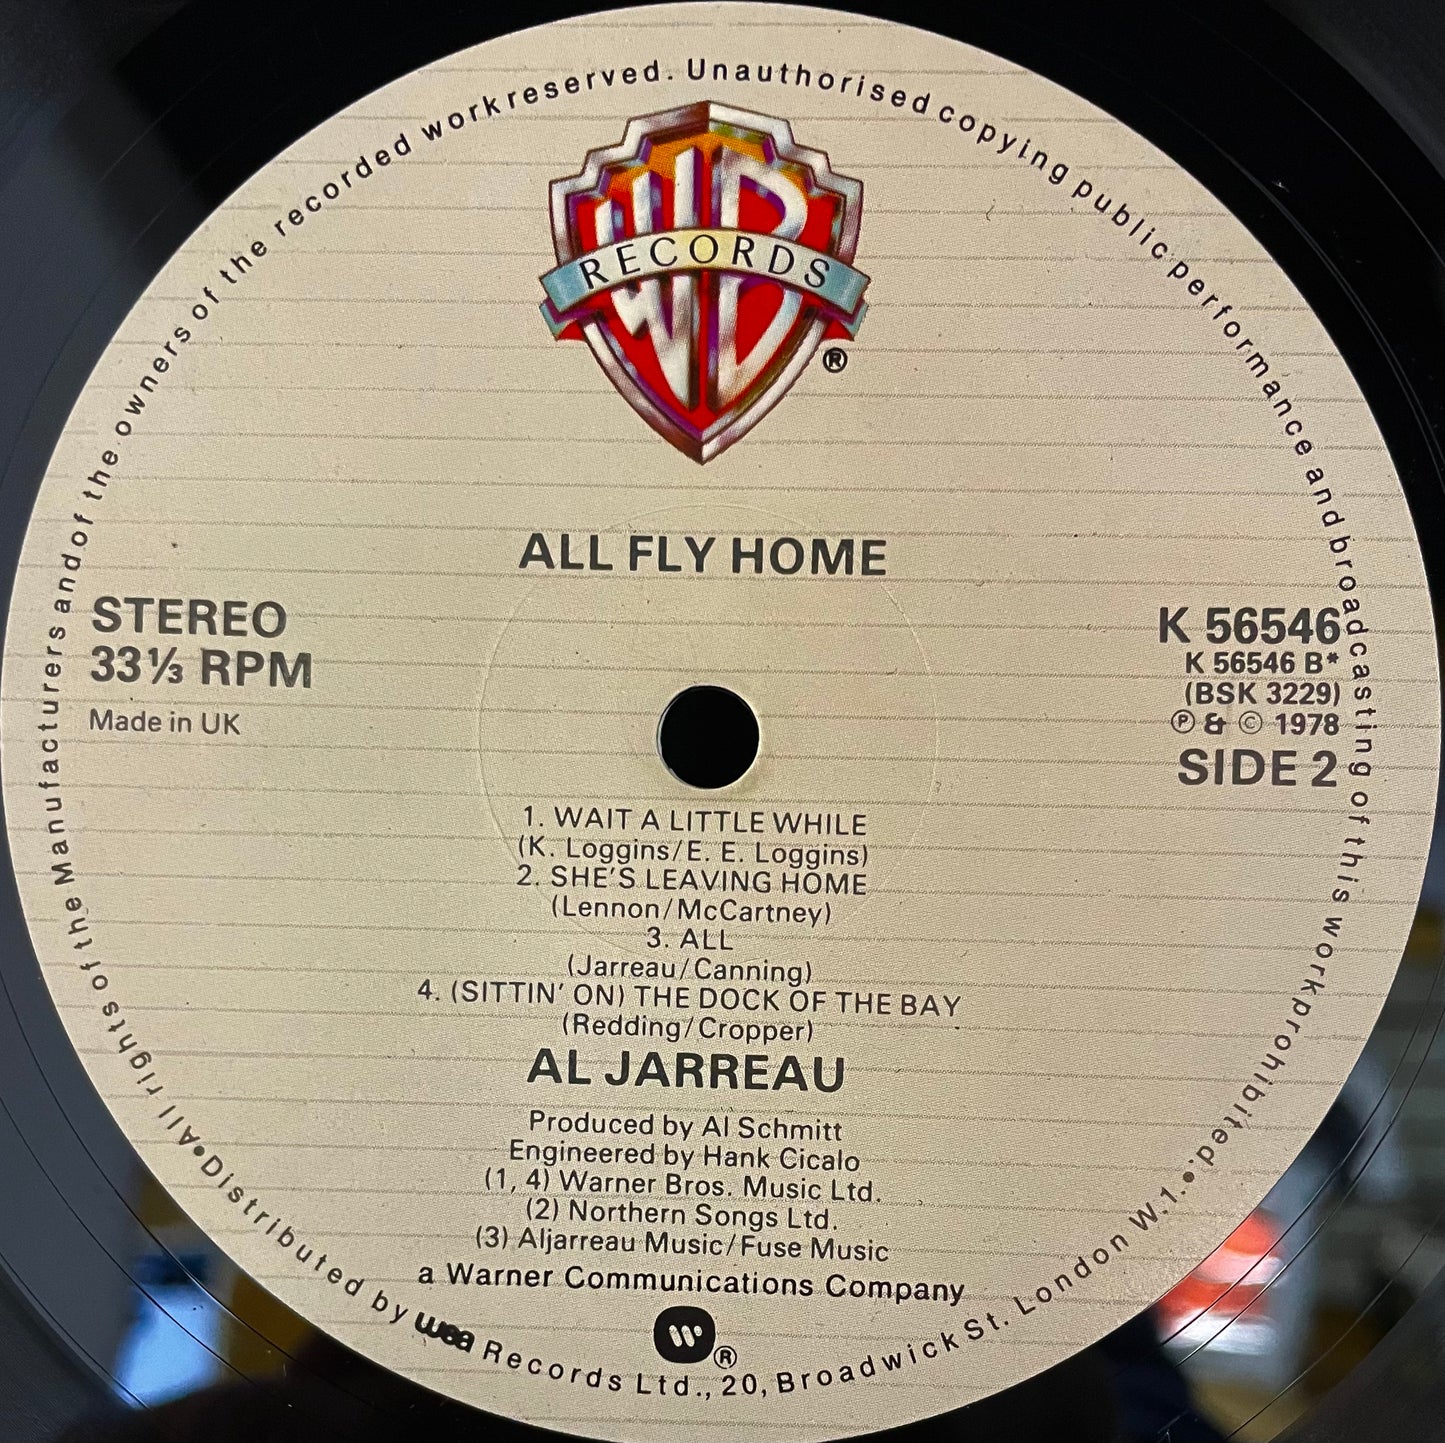 All rights of the Manufacturers and of the owners of the recorded work reserved. Unauthorised copying public performance and broadcasting of this work prohibited.
WB
RECORDS
®
ALL FLY HOME
STEREO
33⅓ RPM
Made in UK
K 56546
K 56546 B*
(BSK 3229)
℗ & © 1978
SIDE 2
1. WAIT A LITTLE WHILE
(K. Loggins/E. E. Loggins)
2. SHE'S LEAVING HOME
(Lennon/McCartney)
3. ALL
(Jarreau/Canning)
4. (SITTIN' ON) THE DOCK OF THE BAY
(Redding/Cropper)
AL JARREAU
Produced by Al Schmitt
Engineered by Hank Cicalo
(1, 4) Warner Bros. Music Ltd.
(2) Northern Songs Ltd.
(3) Aljarreau Music/Fuse Music
a Warner Communications Company
W
®
•Distributed by wea Records Ltd., 20, Broadwick St. London W.1.•